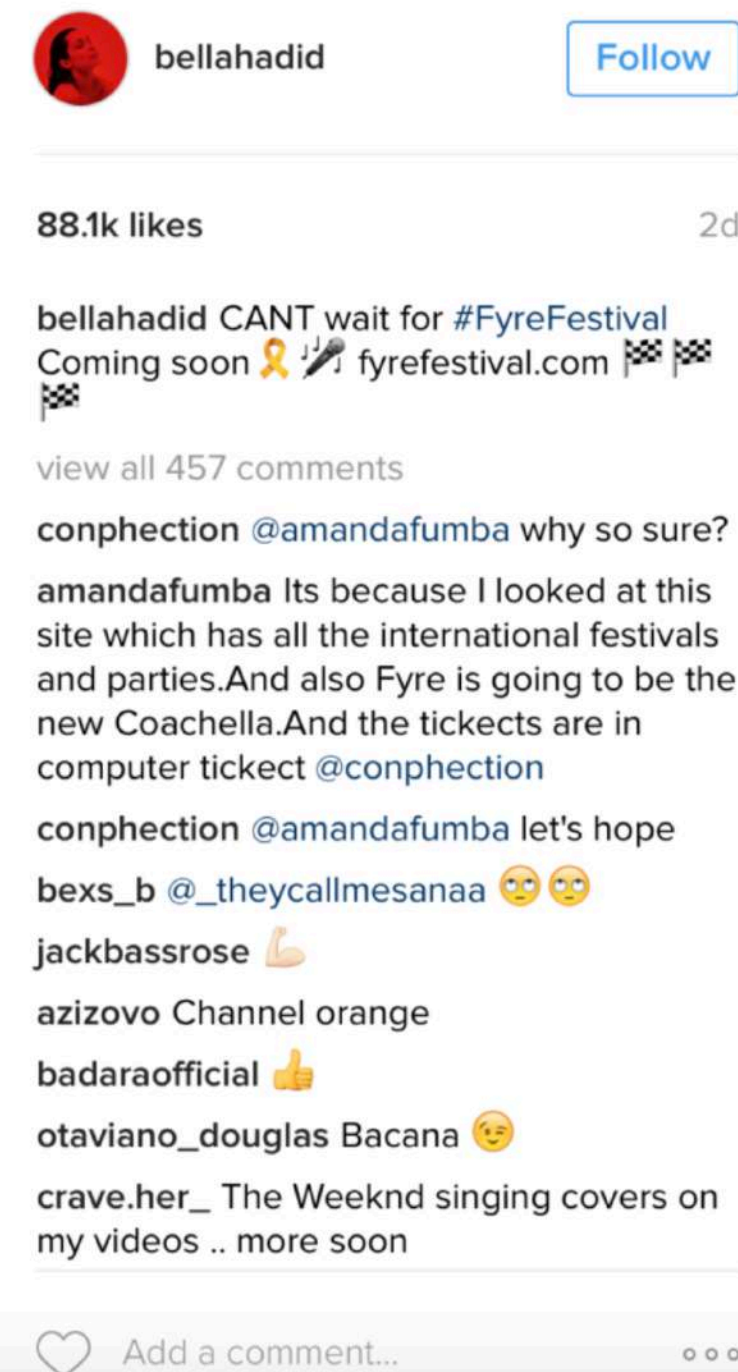 bellahadid
Follow
88.1k likes
2d
bellahadid CANT wait for #FyreFestival
Coming soon 🎗️ 🎤 fyrefestival.com 🏁 🏁
🏁
view all 457 comments
conphection @amandafumba why so sure?
amandafumba Its because I looked at this
site which has all the international festivals
and parties.And also Fyre is going to be the
new Coachella.And the tickects are in
computer tickect @conphection
conphection @amandafumba let's hope
bexs_b @_theycallmesanaa 🙄🙄
jackbassrose 💪🏻
azizovo Channel orange
badaraofficial 👍
otaviano_douglas Bacana 😉
crave.her_ The Weeknd singing covers on
my videos .. more soon
Add a comment...